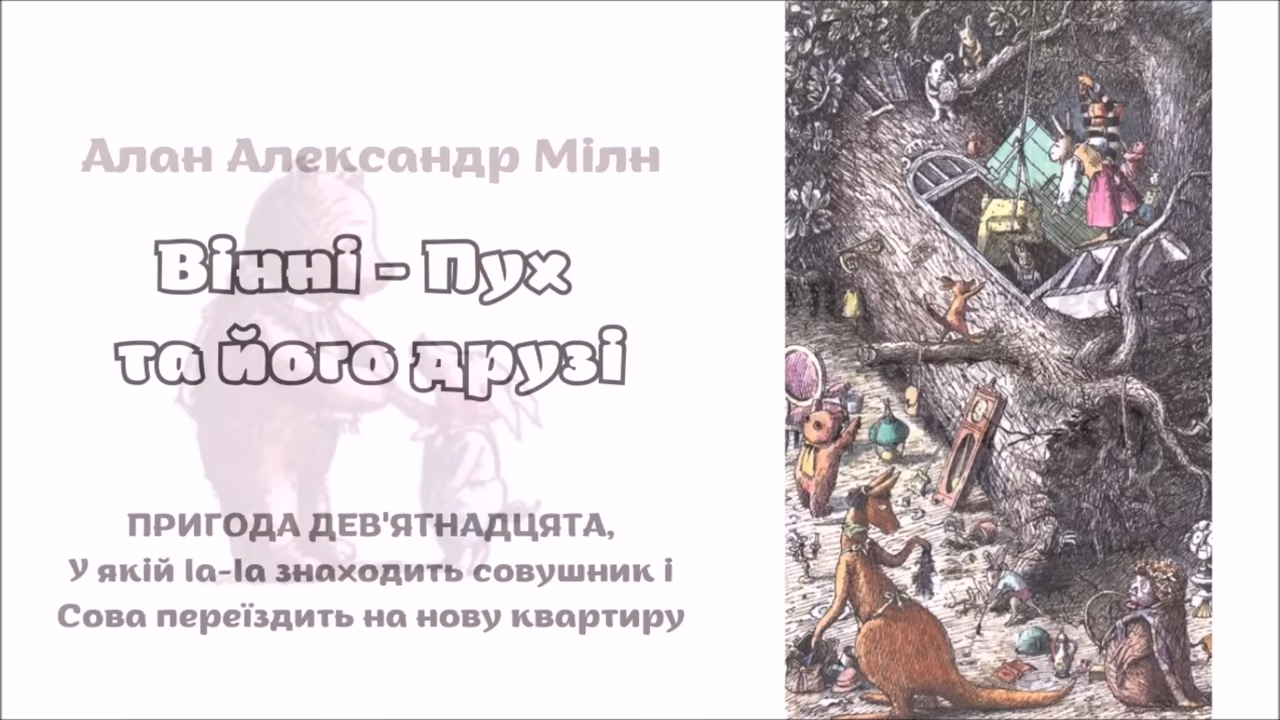 Алан Александр Мілн
Вінні - Пух
та його друзі
ПРИГОДА ДЕВ'ЯТНАДЦЯТА,
У якій Іа-Іа знаходить совушник і
Сова переїздить на нову квартиру